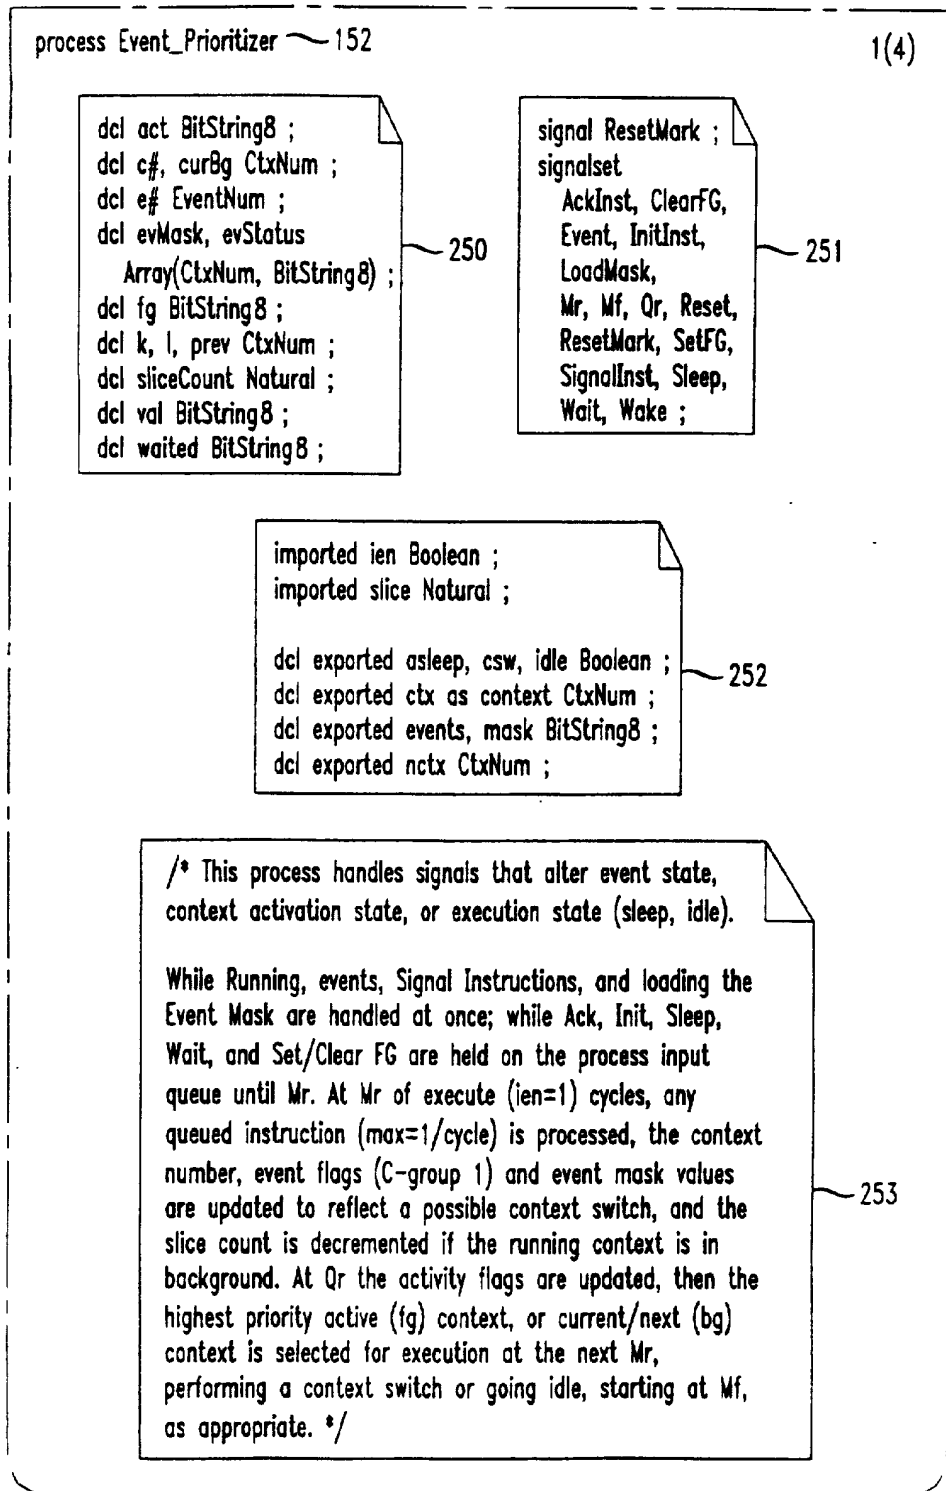 process Event_Prioritizer 152
1(4)
dcl act BitString8 ;
dcl c#, curBg CtxNum ;
dcl e# EventNum ;
dcl evMask, evStatus
Array(CtxNum, BitString8) ;
dcl fg BitString8 ;
dcl k, l, prev CtxNum ;
dcl sliceCount Natural ;
dcl val BitString8 ;
dcl waited BitString8 ;
250
signal ResetMark ;
signalset
AckInst, ClearFG,
Event, InitInst,
LoadMask,
Mr, Mf, Qr, Reset,
ResetMark, SetFG,
SignalInst, Sleep,
Wait, Wake ;
251
imported ien Boolean ;
imported slice Natural ;
dcl exported asleep, csw, idle Boolean ;
dcl exported ctx as context CtxNum ;
dcl exported events, mask BitString8 ;
dcl exported nctx CtxNum ;
252
/* This process handles signals that alter event state,
context activation state, or execution state (sleep, idle).
While Running, events, Signal Instructions, and loading the
Event Mask are handled at once; while Ack, Init, Sleep,
Wait, and Set/Clear FG are held on the process input
queue until Mr. At Mr of execute (ien=1) cycles, any
queued instruction (max=1/cycle) is processed, the context
number, event flags (C-group 1) and event mask values
are updated to reflect a possible context switch, and the
slice count is decremented if the running context is in
background. At Qr the activity flags are updated, then the
highest priority active (fg) context, or current/next (bg)
context is selected for execution at the next Mr,
performing a context switch or going idle, starting at Mf,
as appropriate. */
253